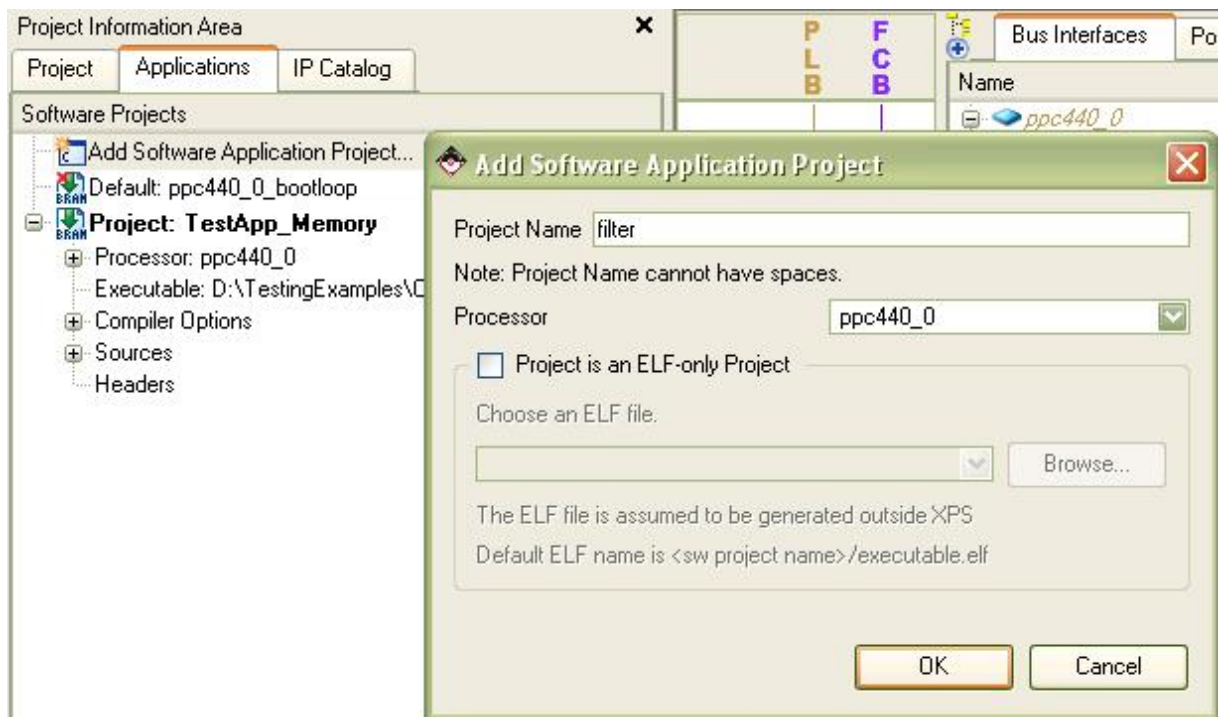 Project Information Area
Project Applications IP Catalog
Software Projects
Add Software Application Project...
Default: ppc440_0_bootloop
Project: TestApp_Memory
Processor: ppc440_0
Executable: D:\TestingExamples\C
Compiler Options
Sources
Headers
PLB FCB
Bus Interfaces Po
Name
ppc440_0
Add Software Application Project
Project Name filter
Note: Project Name cannot have spaces.
Processor ppc440_0
Project is an ELF-only Project
Choose an ELF file.
Browse...
The ELF file is assumed to be generated outside XPS
Default ELF name is <sw project name>/executable.elf
OK Cancel